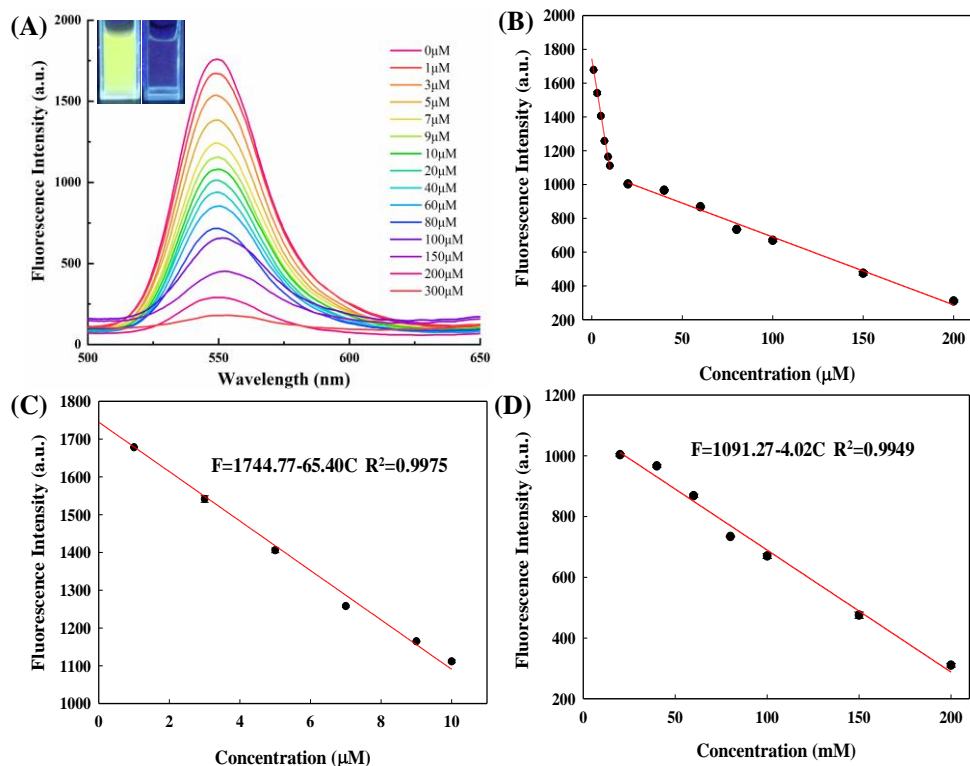 (A)
Fluorescence Intensity (a.u.)
2000
1500
1000
500
0
500
550
600
650
Wavelength (nm)
0μM
1μM
3μM
5μM
7μM
9μM
10μM
20μM
40μM
60μM
80μM
100μM
150μM
200μM
300μM
(B)
Fluorescence Intensity (a.u.)
2000
1800
1600
1400
1200
1000
800
600
400
200
0
50
100
150
200
Concentration (μM)
(C)
Fluorescence Intensity (a.u.)
1800
1700
1600
1500
1400
1300
1200
1100
1000
F=1744.77-65.40C R²=0.9975
0
2
4
6
8
10
Concentration (μM)
(D)
Fluorescence Intensity (a.u.)
1200
1000
800
600
400
200
F=1091.27-4.02C R²=0.9949
0
50
100
150
200
Concentration (mM)